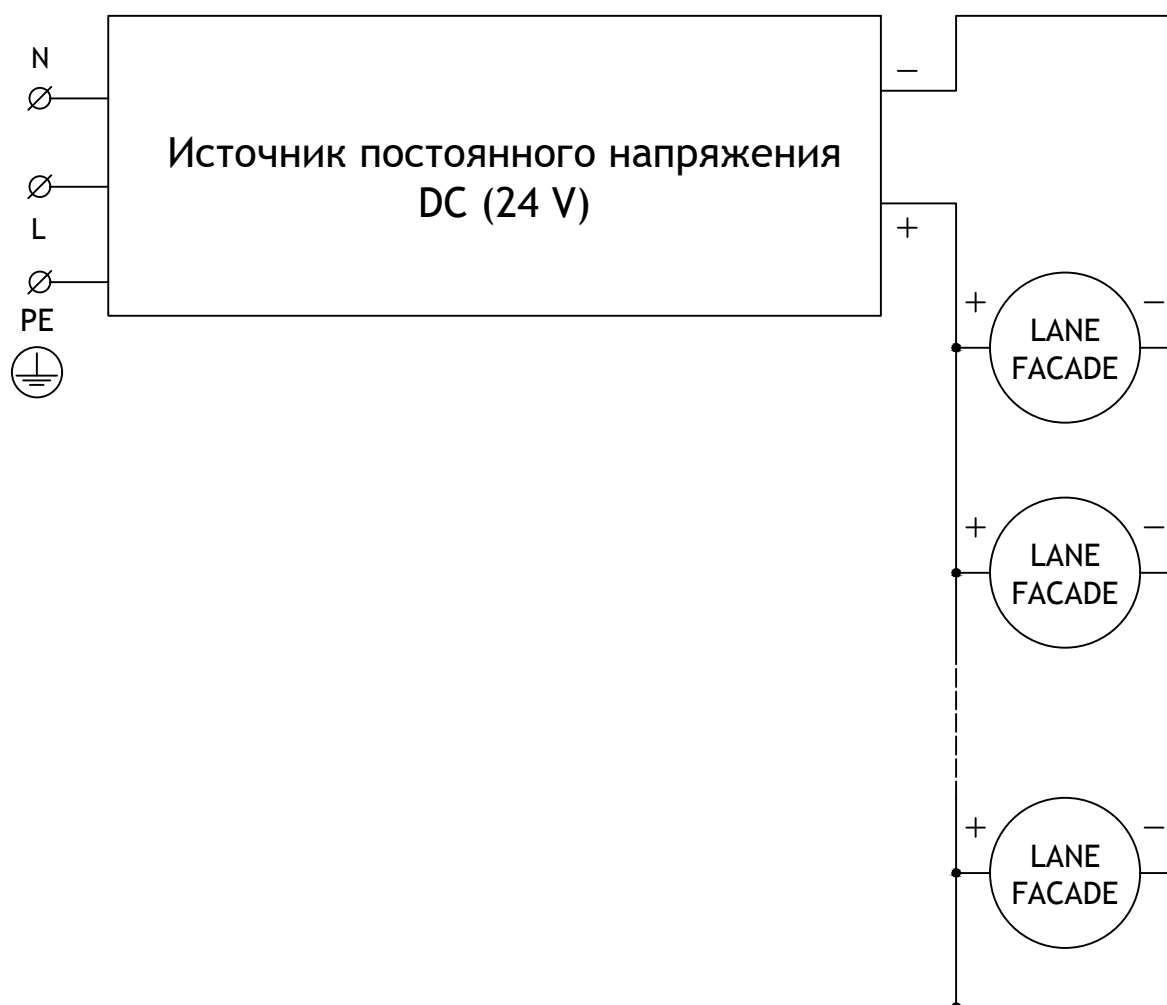 N
L
PE
Источник постоянного напряжения
DC (24 V)
−
+
+
−
LANE
FACADE
+
−
LANE
FACADE
+
−
LANE
FACADE